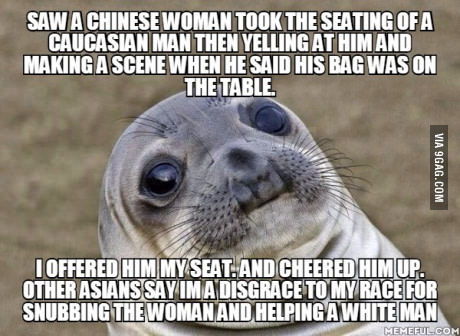 SAW A CHINESE WOMAN TOOK THE SEATING OF A
CAUCASIAN MAN THEN YELLING AT HIM AND
MAKING A SCENE WHEN HE SAID HIS BAG WAS ON
THE TABLE.
VIA 9GAG.COM
I OFFERED HIM MY SEAT. AND CHEERED HIM UP.
OTHER ASIANS SAY IM A DISGRACE TO MY RACE FOR
SNUBBING THE WOMAN AND HELPING A WHITE MAN
MEMEFUL.COM